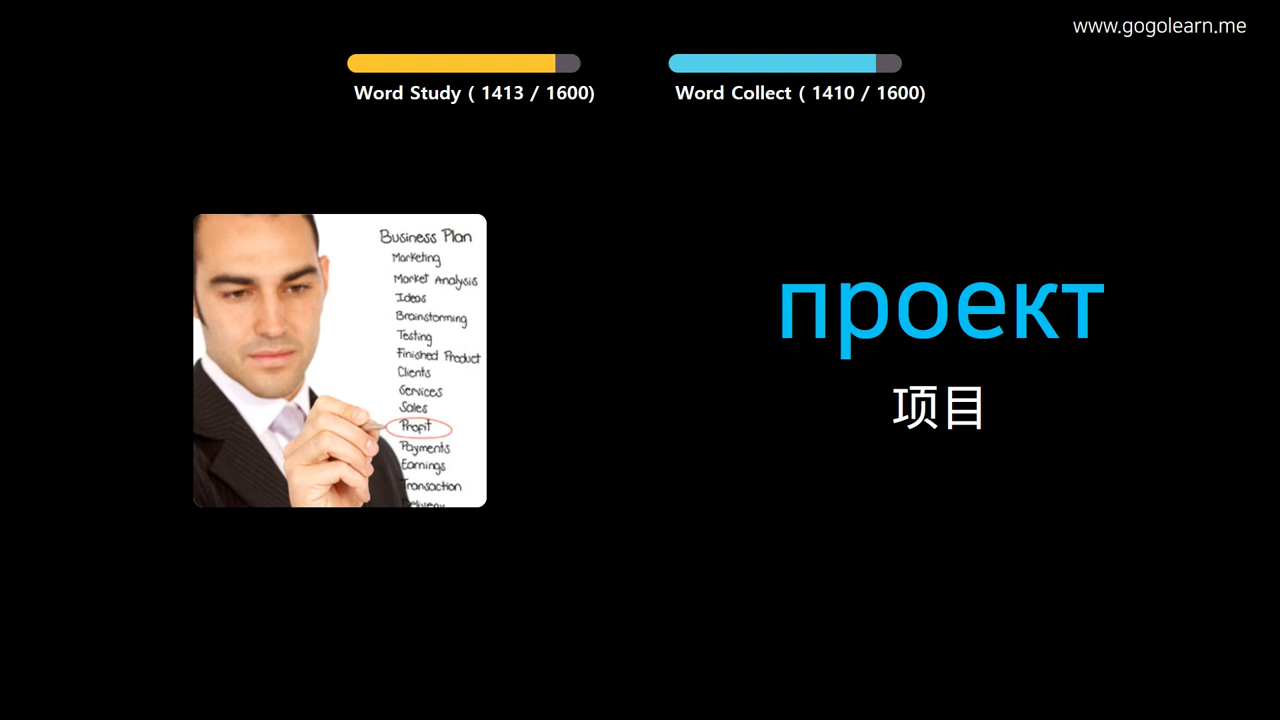 www.gogolearn.me
Word Study ( 1413 / 1600)
Word Collect ( 1410 / 1600)
Business Plan
Marketing
Market Analysis
Ideas
Brainstorming
Testing
Finished Product
Clients
Services
Sales
Profit
Payments
Earnings
Transaction
Delivery
проект
项目